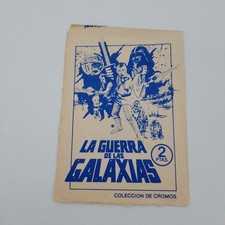 LA GUERRA
DE LAS
GALAXIAS
2
PTAS
COLECCION DE CROMOS